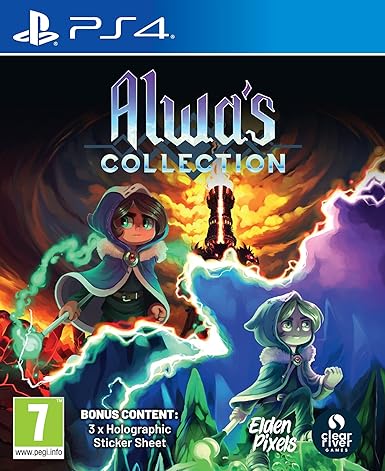 PS4
Alwa's
COLLECTION
7
www.pegi.info
BONUS CONTENT:
3 x Holographic
Sticker Sheet
Elden
Pixels
clear
river
GAMES